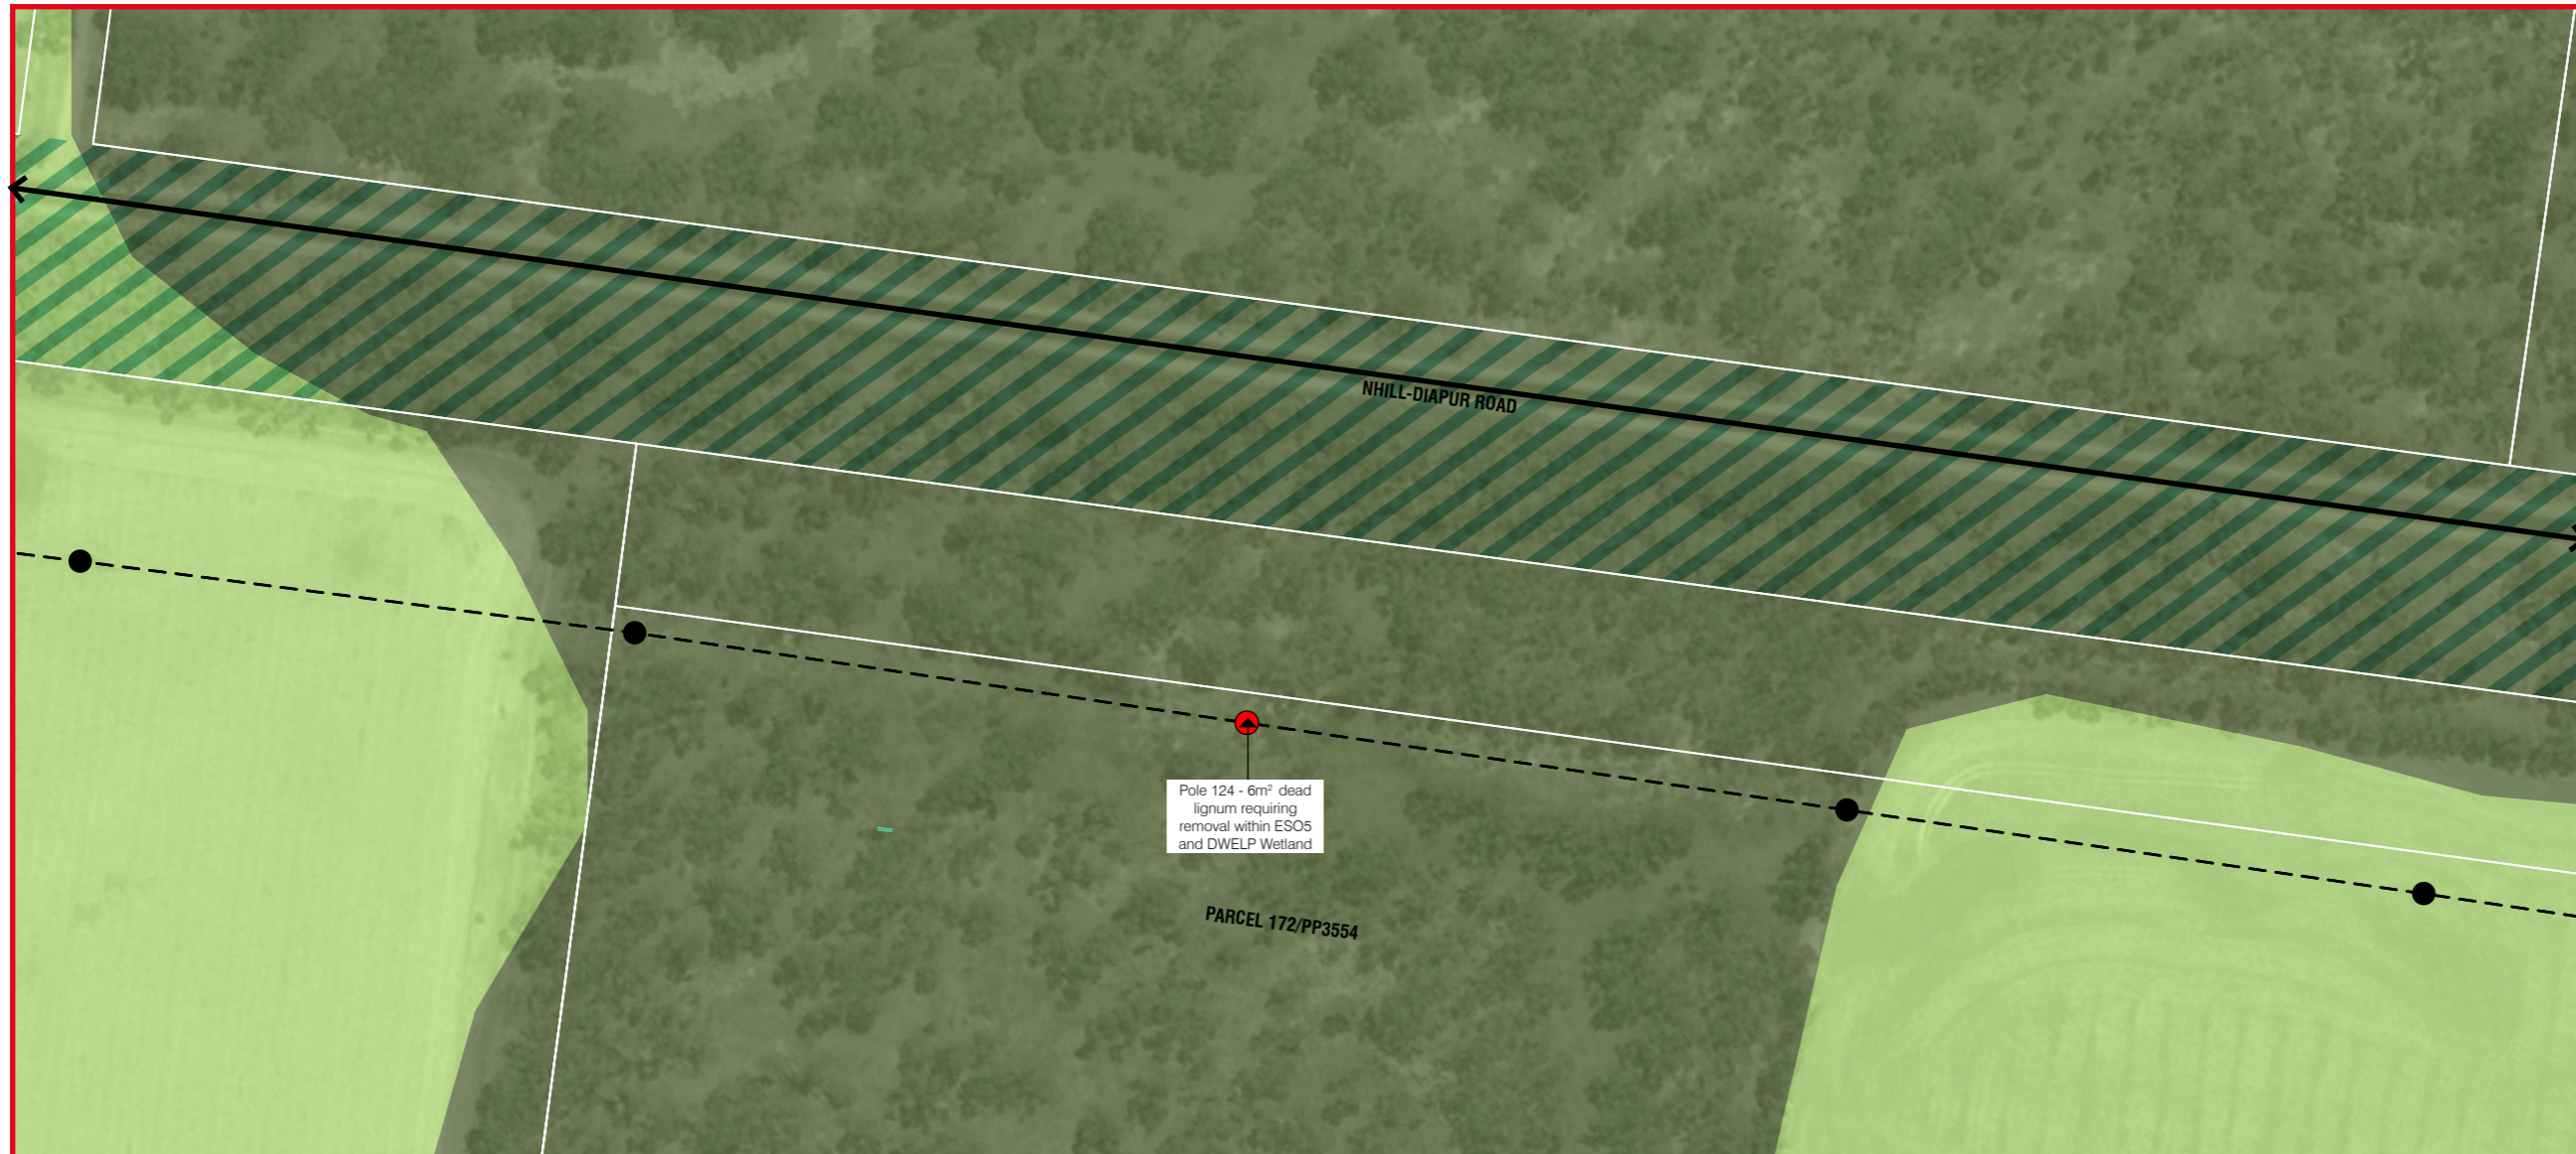 NHILL-DIAPUR ROAD
Pole 124 - 6m² dead
lignum requiring
removal within ESO5
and DWELP Wetland
PARCEL 172/PP3554